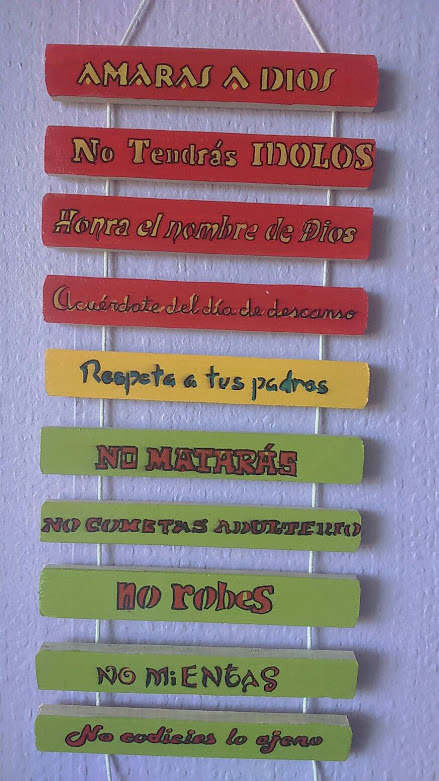 AMARAS A DIOS
No Tendrás IDOLOS
Honra el nombre de Dios
Acuérdate del día de descanso
Respeta a tus padres
NO MATARÁS
NO COMETAS ADULTERIO
no robes
NO MiENtAS
No codicies lo ajeno